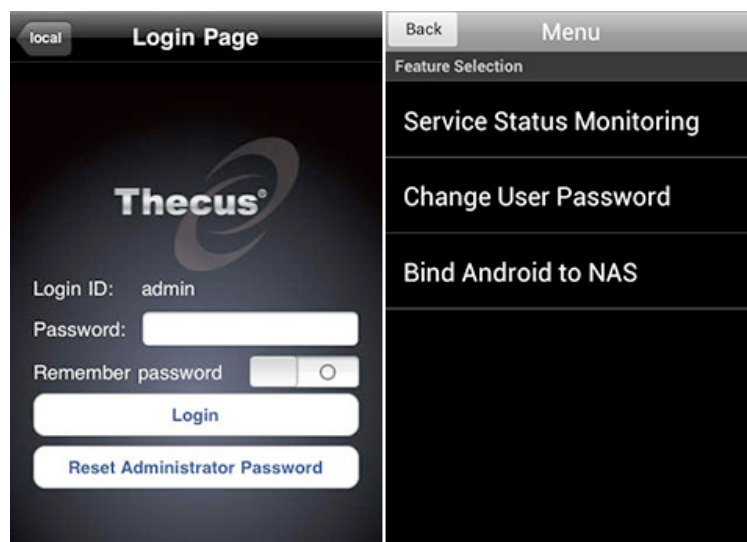 local
Login Page
Thecus®
Login ID: admin
Password:
Remember password
Login
Reset Administrator Password
Back
Menu
Feature Selection
Service Status Monitoring
Change User Password
Bind Android to NAS